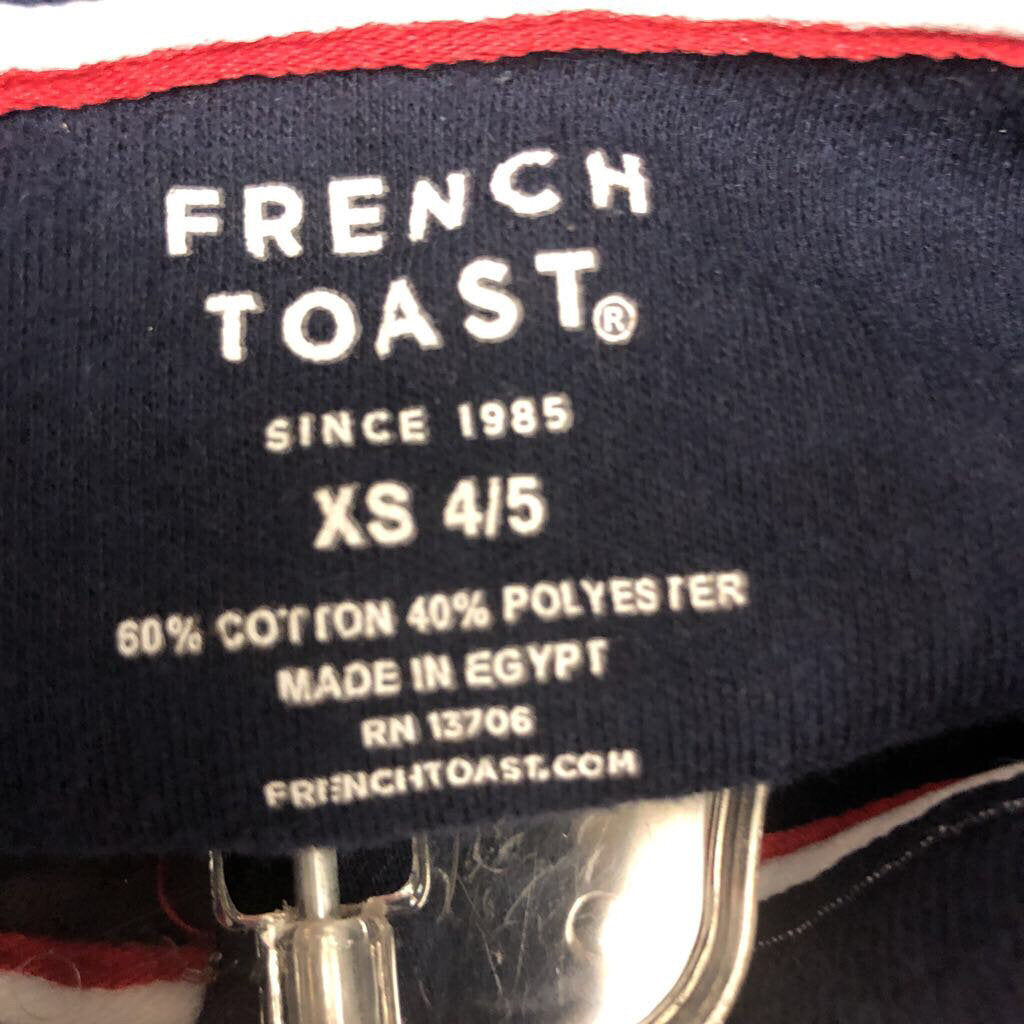 FRENCH
TOAST®
SINCE 1985
XS 4/5
60% COTTON 40% POLYESTER
MADE IN EGYPT
RN 13706
FRENCHTOAST.COM